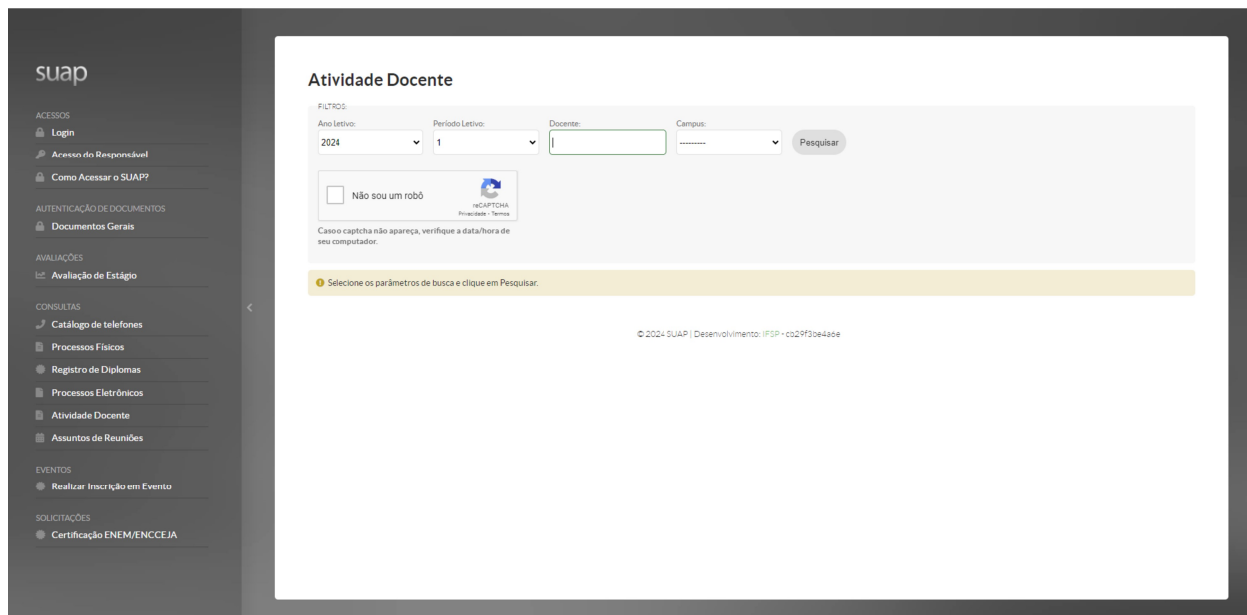 suap
ACESSOS
Login
Acesso do Responsável
Como Acessar o SUAP?
AUTENTICAÇÃO DE DOCUMENTOS
Documentos Gerais
AVALIAÇÕES
Avaliação de Estágio
CONSULTAS
Catálogo de telefones
Processos Físicos
Registro de Diplomas
Processos Eletrônicos
Atividade Docente
Assuntos de Reuniões
EVENTOS
Realizar Inscrição em Evento
SOLICITAÇÕES
Certificação ENEM/ENCCEJA
Atividade Docente
FILTROS:
Ano letivo: Período Letivo: Docente: Campus:
2024 1 --------- Pesquisar
Não sou um robô
reCAPTCHA
Privacidade - Termos
Caso o captcha não apareça, verifique a data/hora de
seu computador.
Selecione os parâmetros de busca e clique em Pesquisar.
© 2024 SUAP | Desenvolvimento: IFSP • cb29f3be4a6e